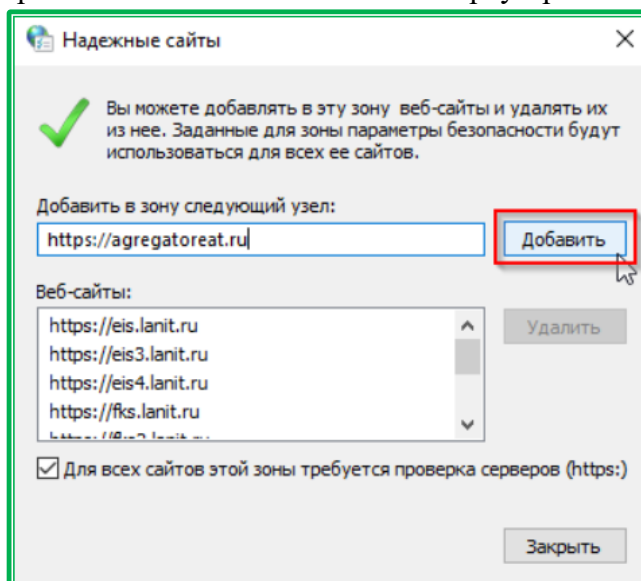 Надежные сайты
Вы можете добавлять в эту зону веб-сайты и удалять их
из нее. Заданные для зоны параметры безопасности будут
использоваться для всех ее сайтов.
Добавить в зону следующий узел:
https://agregatoreat.ru
Добавить
Веб-сайты:
https://eis.lanit.ru
Удалить
https://eis3.lanit.ru
https://eis4.lanit.ru
https://fks.lanit.ru
Для всех сайтов этой зоны требуется проверка серверов (https:)
Закрыть